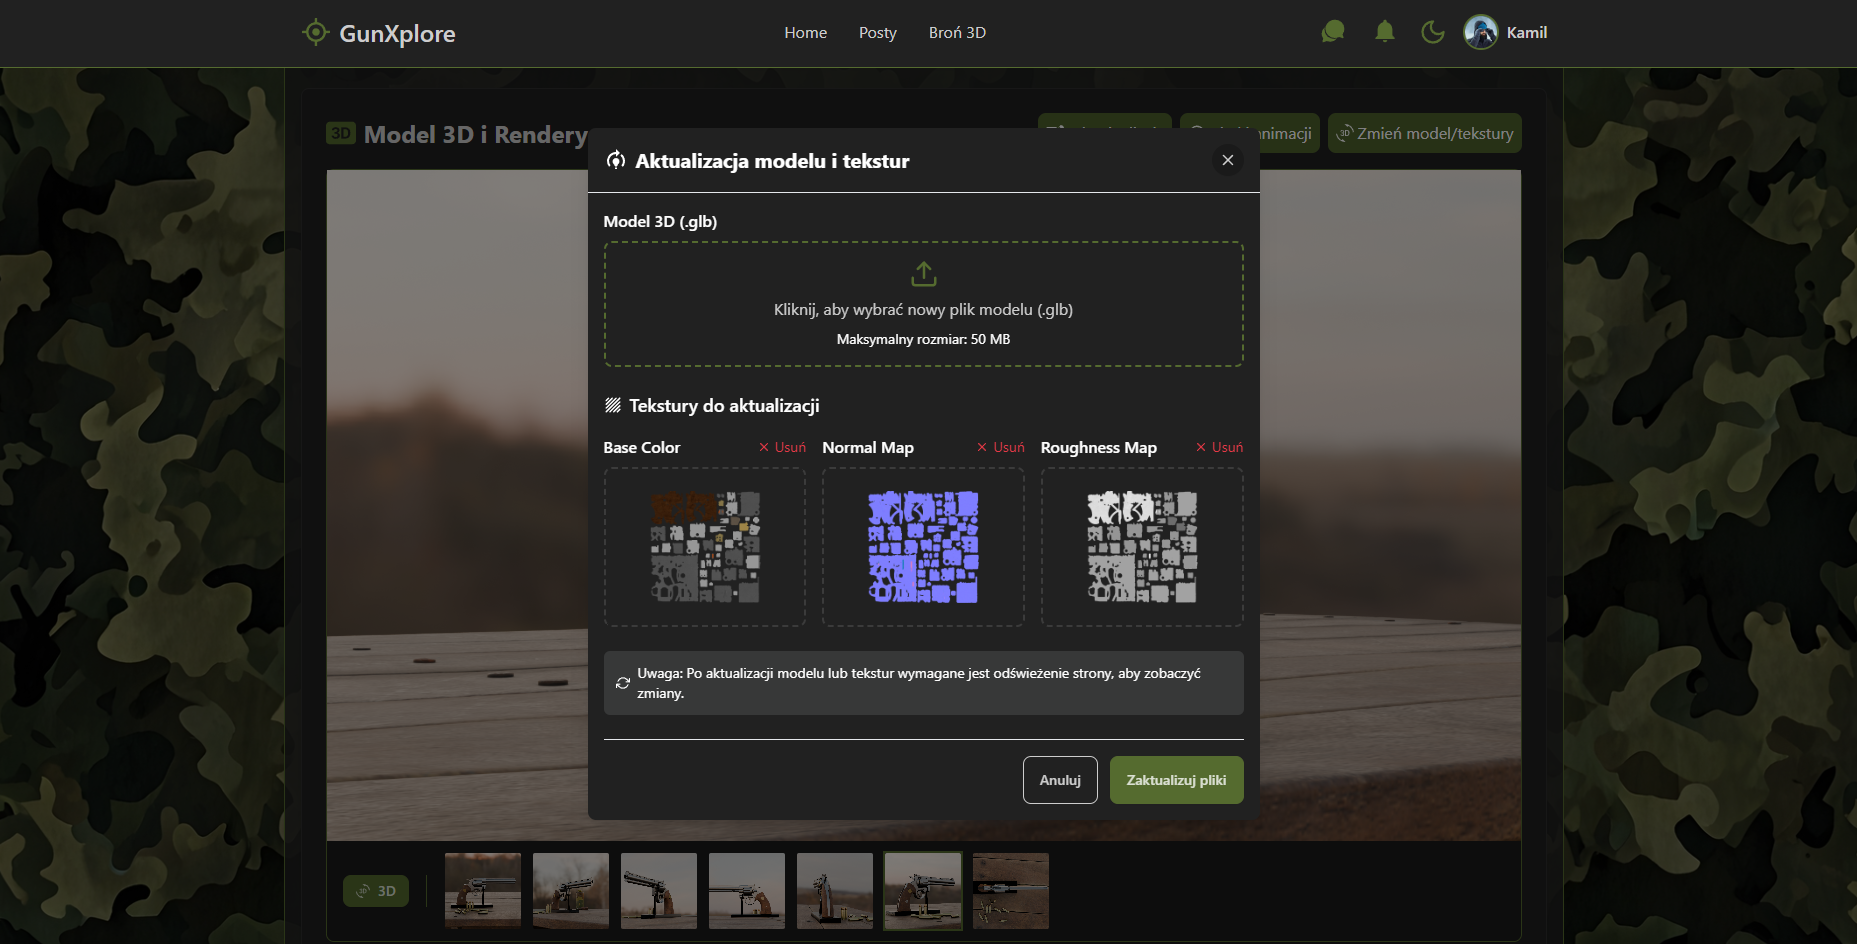 GunXplore
Home
Posty
Broń 3D
Kamil
3D Model 3D i Rendery
animacji
3D Zmień model/tekstury
Aktualizacja modelu i tekstur
Model 3D (.glb)
Kliknij, aby wybrać nowy plik modelu (.glb)
Maksymalny rozmiar: 50 MB
Tekstury do aktualizacji
Base Color
Usuń
Normal Map
Usuń
Roughness Map
Usuń
Uwaga: Po aktualizacji modelu lub tekstur wymagane jest odświeżenie strony, aby zobaczyć
zmiany.
Anuluj
Zaktualizuj pliki
3D 3D